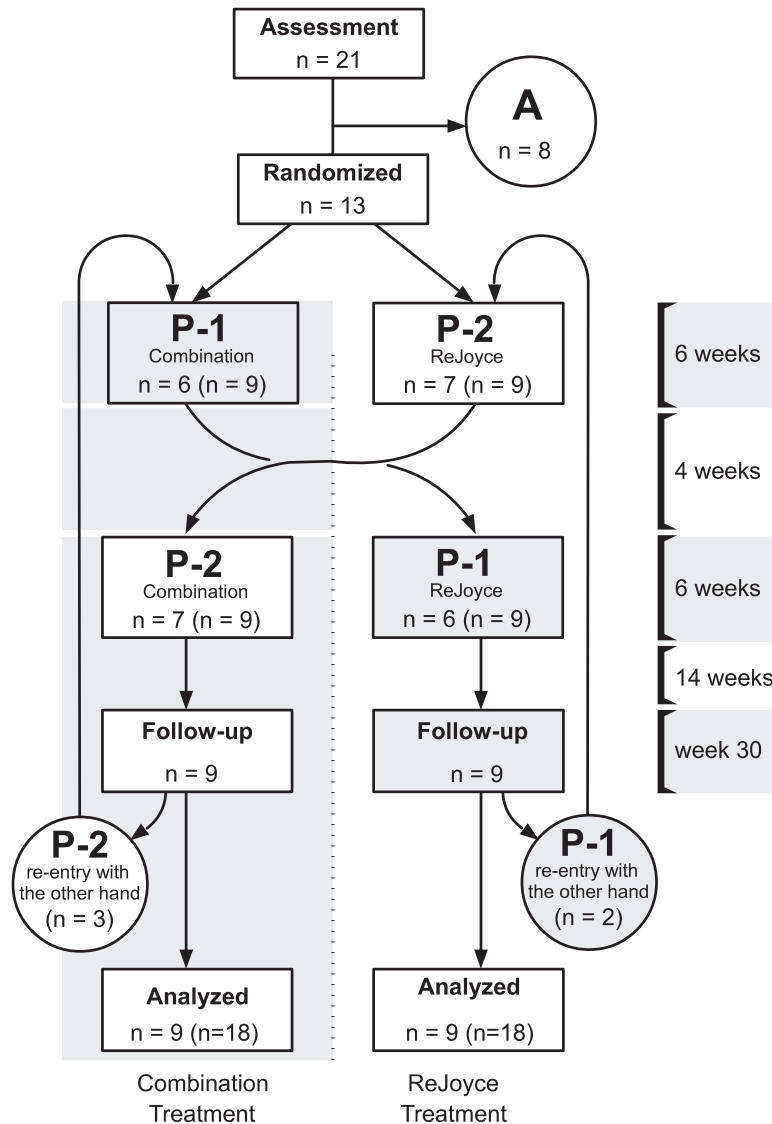 Assessment
n = 21
A
n = 8
Randomized
n = 13
P-1
Combination
n = 6 (n = 9)
P-2
ReJoyce
n = 7 (n = 9)
6 weeks
4 weeks
P-2
Combination
n = 7 (n = 9)
P-1
ReJoyce
n = 6 (n = 9)
6 weeks
14 weeks
Follow-up
n = 9
Follow-up
n = 9
week 30
P-2
re-entry with
the other hand
(n = 3)
P-1
re-entry with
the other hand
(n = 2)
Analyzed
n = 9 (n=18)
Analyzed
n = 9 (n=18)
Combination
Treatment
ReJoyce
Treatment